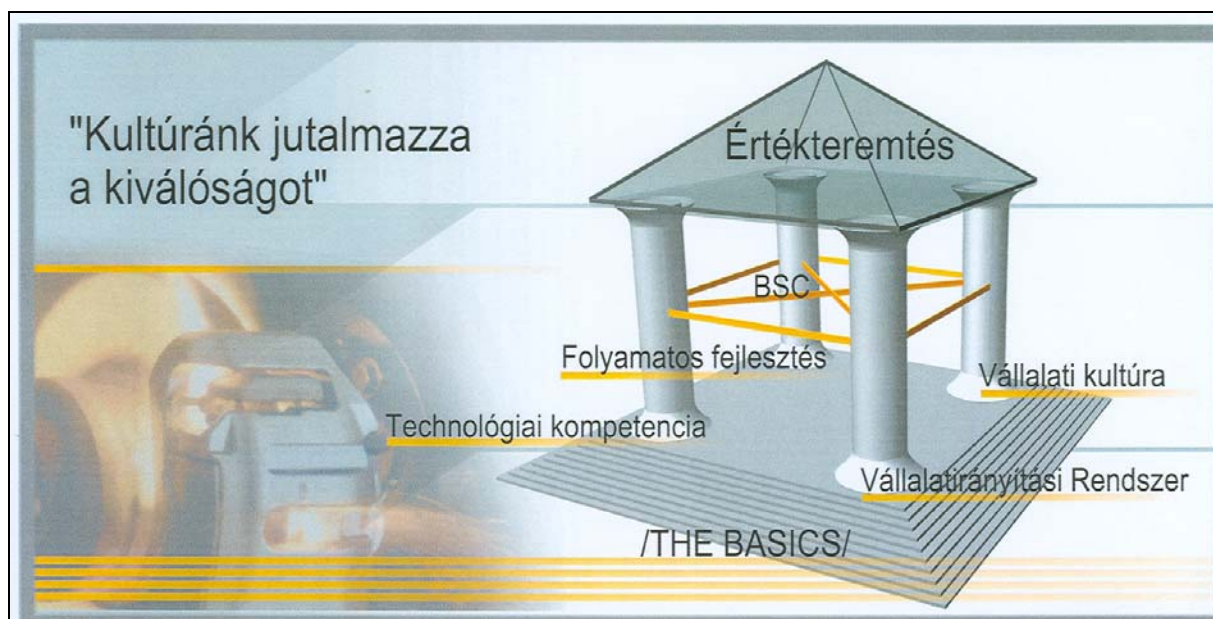 "Kultúránk jutalmazza
a kiválóságot"
Értékteremtés
BSC
Folyamatos fejlesztés
Vállalati kultúra
Technológiai kompetencia
Vállalatirányítási Rendszer
/THE BASICS/